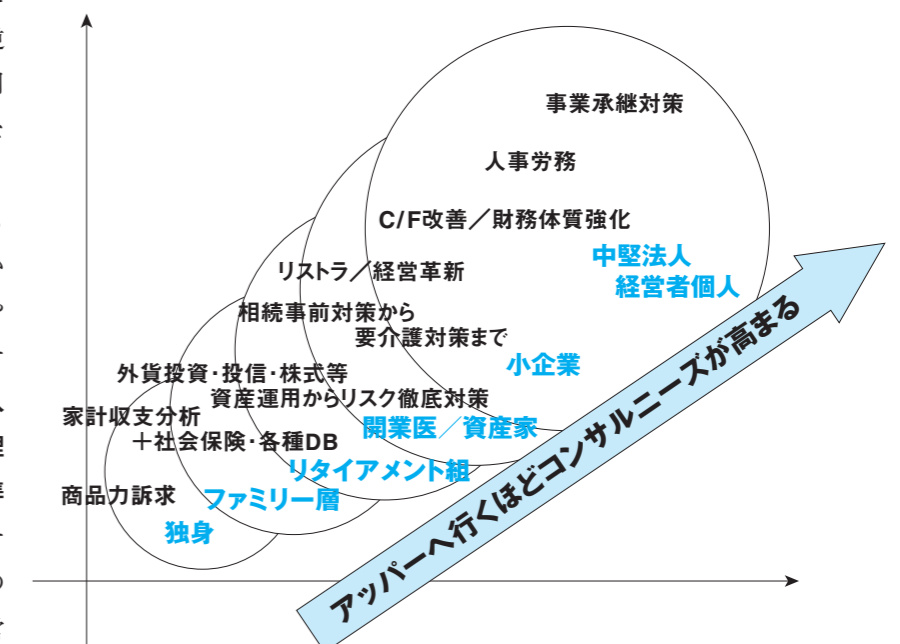 事業承継対策
人事労務
C/F改善／財務体質強化
中堅法人
経営者個人
リストラ／経営革新
相続事前対策から
要介護対策まで
小企業
外貨投資・投信・株式等
資産運用からリスク徹底対策
家計収支分析
＋社会保険・各種DB
開業医／資産家
リタイアメント組
商品力訴求
ファミリー層
独身
アッパーへ行くほどコンサルニーズが高まる